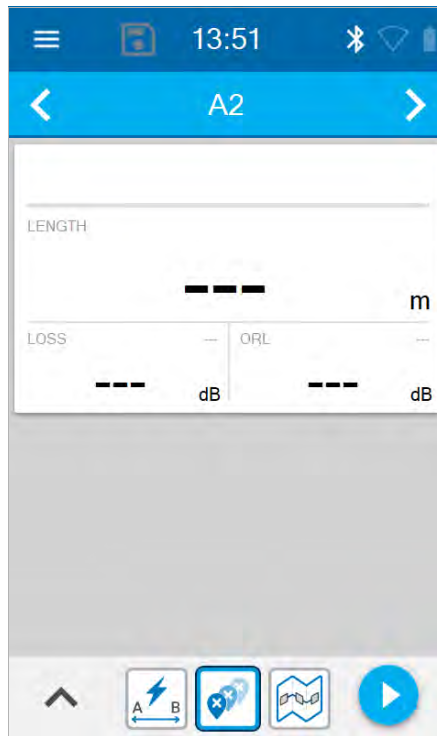 13:51
A2
LENGTH
--- m
LOSS --- ORL ---
--- dB --- dB
A B